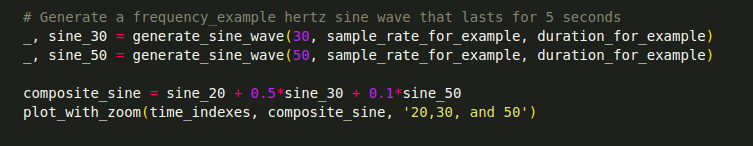 # Generate a frequency_example hertz sine wave that lasts for 5 seconds
_, sine_30 = generate_sine_wave(30, sample_rate_for_example, duration_for_example)
_, sine_50 = generate_sine_wave(50, sample_rate_for_example, duration_for_example)
composite_sine = sine_20 + 0.5*sine_30 + 0.1*sine_50
plot_with_zoom(time_indexes, composite_sine, '20,30, and 50')